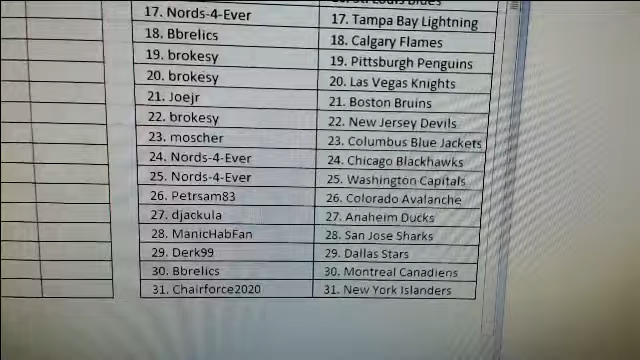 St. Louis Blues
17. Nords-4-Ever 17. Tampa Bay Lightning
18. Bbrelics 18. Calgary Flames
19. brokesy 19. Pittsburgh Penguins
20. brokesy 20. Las Vegas Knights
21. Joejr 21. Boston Bruins
22. brokesy 22. New Jersey Devils
23. moscher 23. Columbus Blue Jackets
24. Nords-4-Ever 24. Chicago Blackhawks
25. Nords-4-Ever 25. Washington Capitals
26. Petrsam83 26. Colorado Avalanche
27. djackula 27. Anaheim Ducks
28. ManicHabFan 28. San Jose Sharks
29. Derk99 29. Dallas Stars
30. Bbrelics 30. Montreal Canadiens
31. Chairforce2020 31. New York Islanders